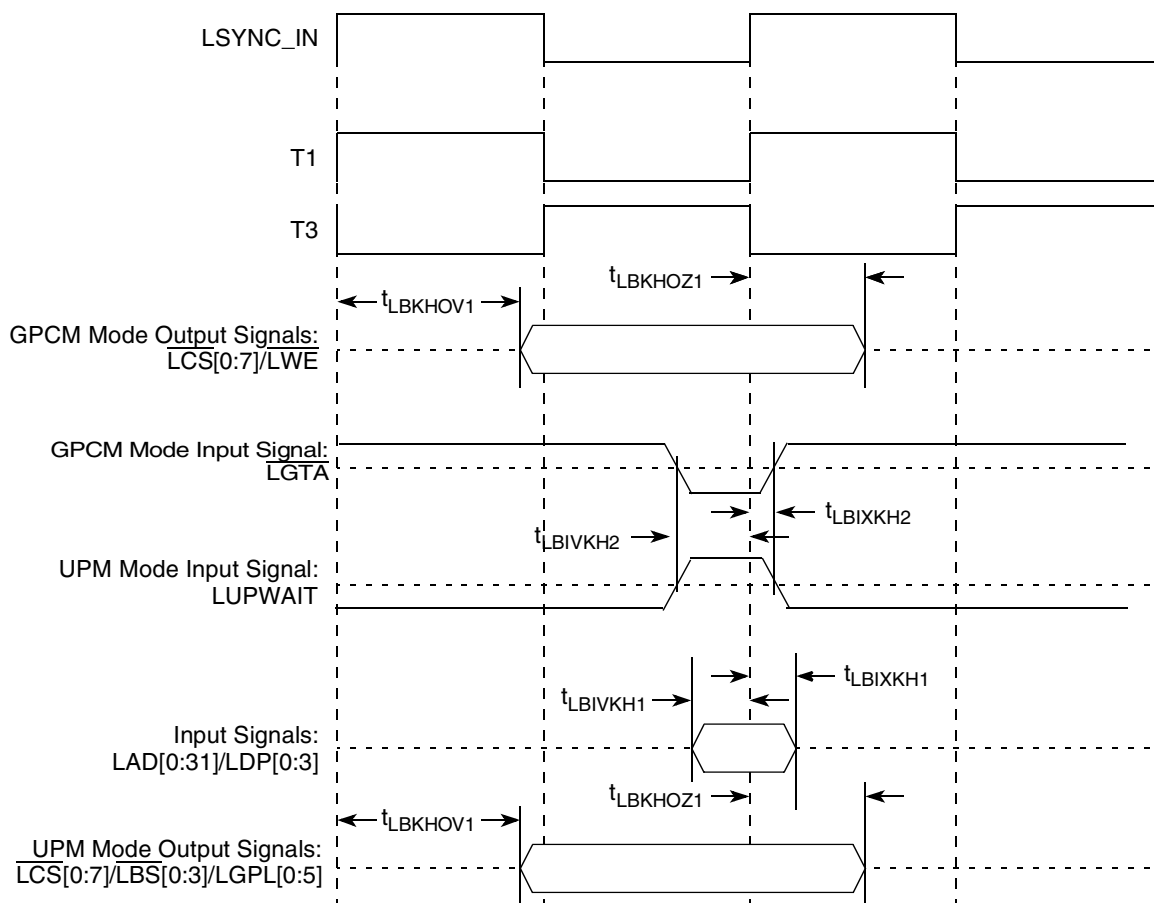 LSYNC_IN
T1
T3
tLBKHOZ1
tLBKHOV1
GPCM Mode Output Signals:
LCS[0:7]/LWE
GPCM Mode Input Signal:
LGTA
tLBIXKH2
tLBIVKH2
UPM Mode Input Signal:
LUPWAIT
tLBIXKH1
tLBIVKH1
Input Signals:
LAD[0:31]/LDP[0:3]
tLBKHOZ1
tLBKHOV1
UPM Mode Output Signals:
LCS[0:7]/LBS[0:3]/LGPL[0:5]